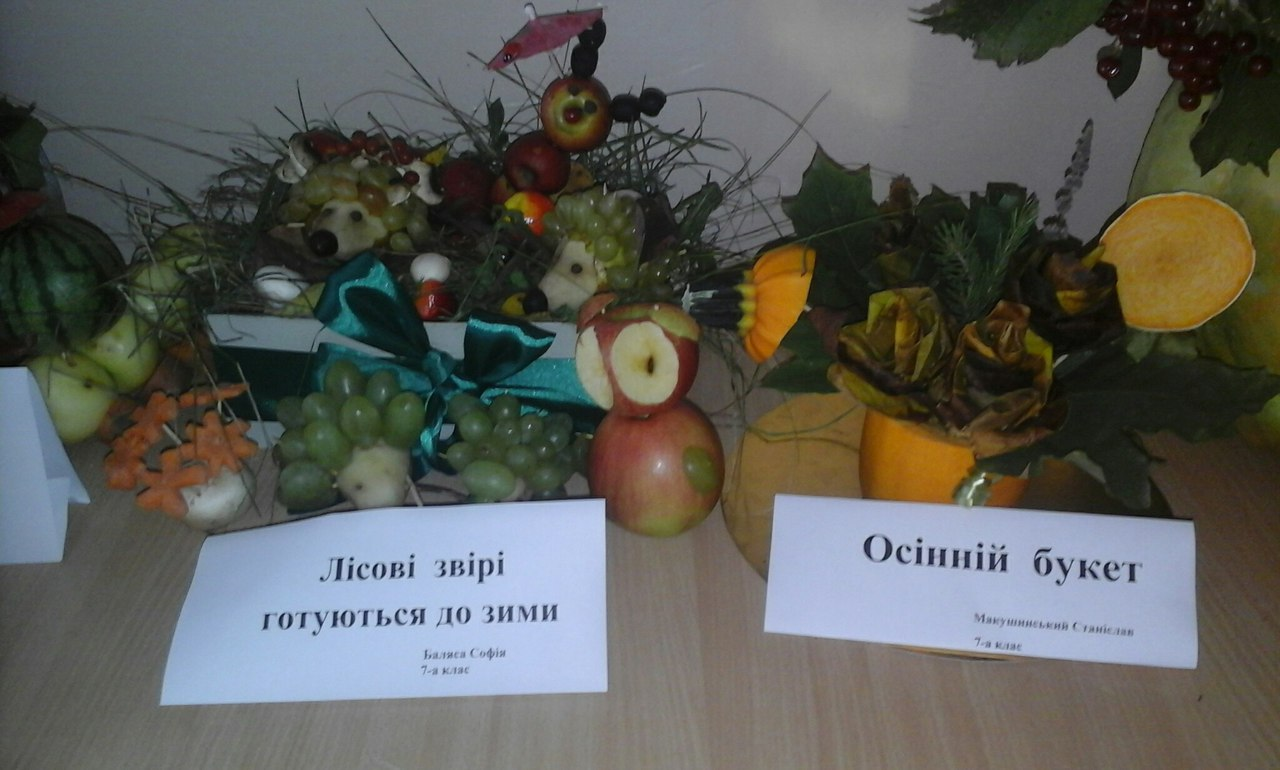 Лісові звірі
готуються до зими
Баляса Софія
7-а клас
Осінній букет
Макушинський Станіслав
7-а клас